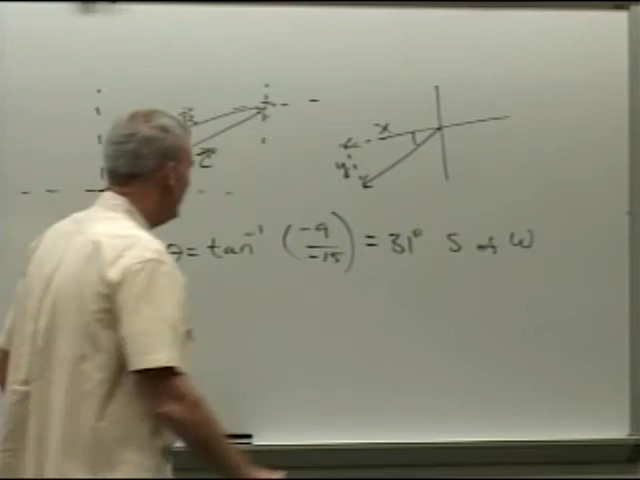 B
C
x
y
θ = tan⁻¹ (-9/-15) = 31° S of W